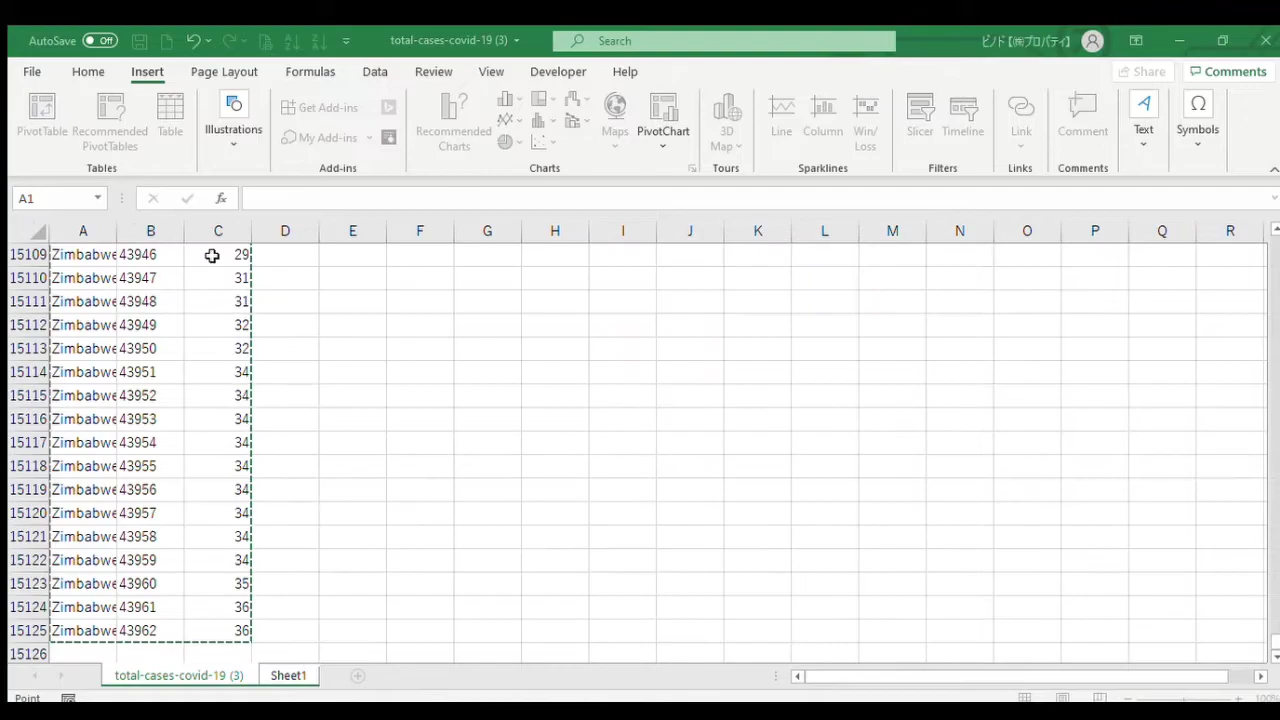 AutoSave Off total-cases-covid-19 (3) Search ビノド【㈱プロパティ】
File Home Insert Page Layout Formulas Data Review View Developer Help Share Comments
PivotTable Recommended PivotTables Table Illustrations Get Add-ins My Add-ins Recommended Charts Maps PivotChart 3D Map Line Column Win/Loss Slicer Timeline Link Comment Text Symbols
Tables Add-ins Charts Tours Sparklines Filters Links Comments
A1 fx
A B C D E F G H I J K L M N O P Q R
15109 Zimbabwe 43946 29
15110 Zimbabwe 43947 31
15111 Zimbabwe 43948 31
15112 Zimbabwe 43949 32
15113 Zimbabwe 43950 32
15114 Zimbabwe 43951 34
15115 Zimbabwe 43952 34
15116 Zimbabwe 43953 34
15117 Zimbabwe 43954 34
15118 Zimbabwe 43955 34
15119 Zimbabwe 43956 34
15120 Zimbabwe 43957 34
15121 Zimbabwe 43958 34
15122 Zimbabwe 43959 34
15123 Zimbabwe 43960 35
15124 Zimbabwe 43961 36
15125 Zimbabwe 43962 36
15126
total-cases-covid-19 (3) Sheet1
Point 100%